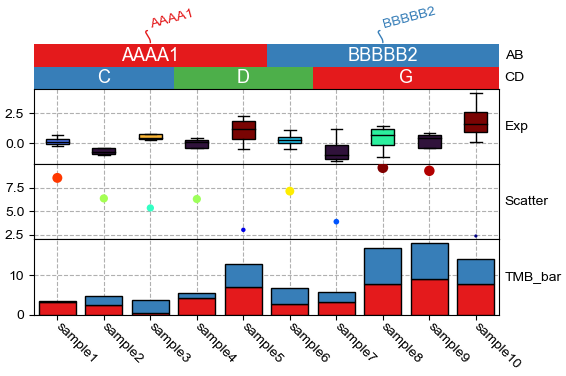 AAAA1 BBBBB2
AAAA1 BBBBB2 AB
C D G CD
2.5
0.0
Exp
7.5
5.0
2.5
Scatter
10
0
TMB_bar
sample1 sample2 sample3 sample4 sample5 sample6 sample7 sample8 sample9 sample10